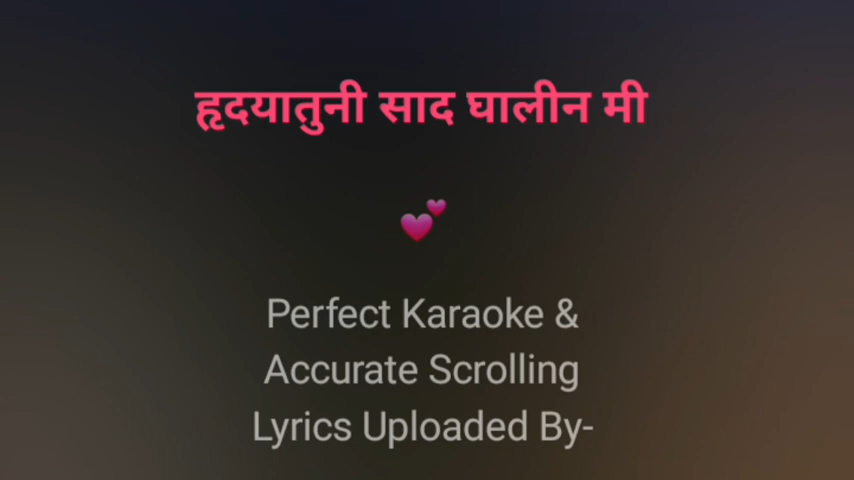 हृदयातुनी साद घालीन मी
💕
Perfect Karaoke &
Accurate Scrolling
Lyrics Uploaded By-